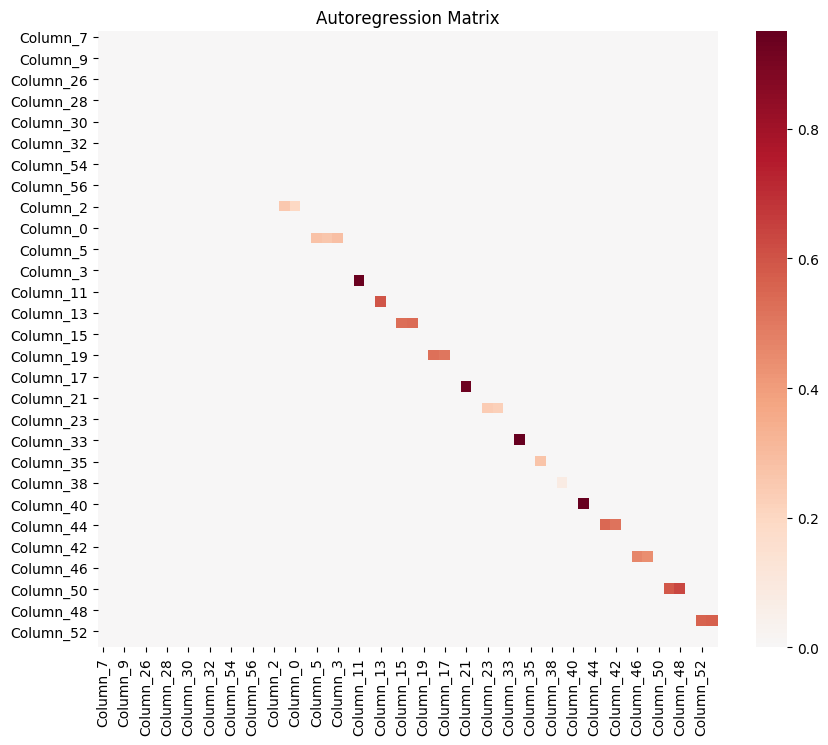 Autoregression Matrix
Column_7
Column_9
Column_26
Column_28
Column_30
Column_32
Column_54
Column_56
Column_2
Column_0
Column_5
Column_3
Column_11
Column_13
Column_15
Column_19
Column_17
Column_21
Column_23
Column_33
Column_35
Column_38
Column_40
Column_44
Column_42
Column_46
Column_50
Column_48
Column_52
Column_7
Column_9
Column_26
Column_28
Column_30
Column_32
Column_54
Column_56
Column_2
Column_0
Column_5
Column_3
Column_11
Column_13
Column_15
Column_19
Column_17
Column_21
Column_23
Column_33
Column_35
Column_38
Column_40
Column_44
Column_42
Column_46
Column_50
Column_48
Column_52
0.8
0.6
0.4
0.2
0.0